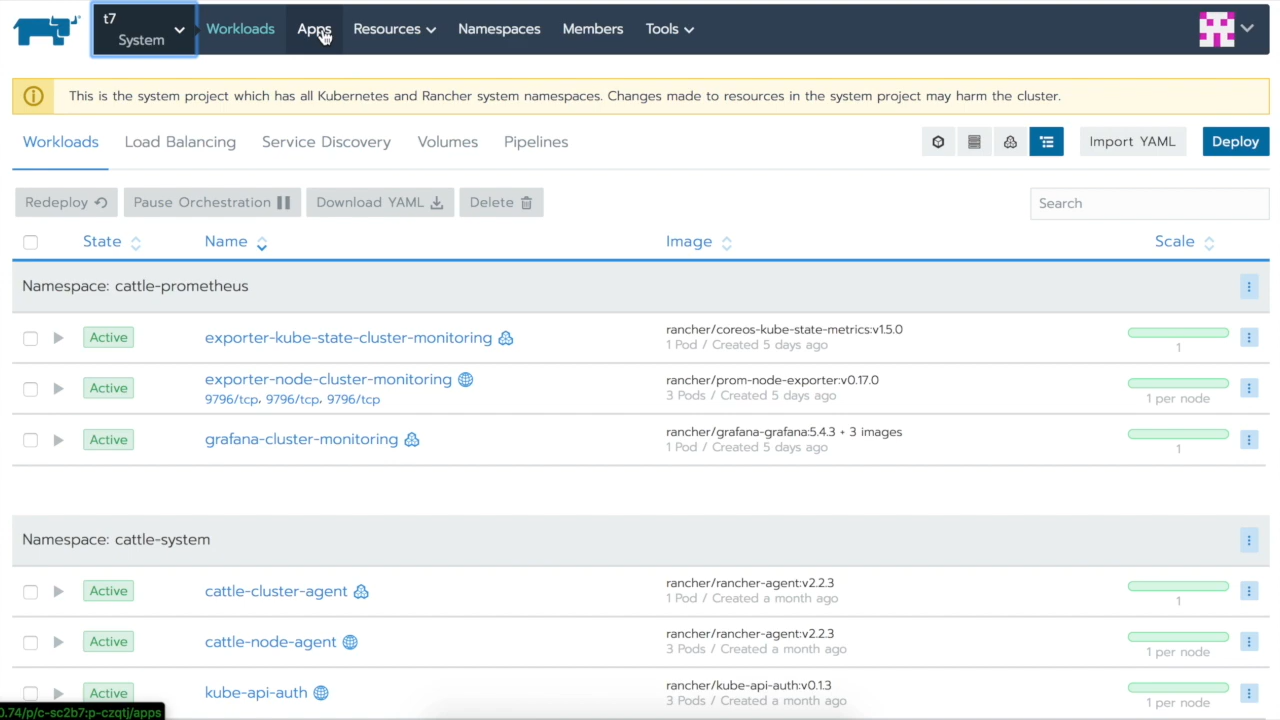 t7
System
Workloads Apps Resources Namespaces Members Tools
This is the system project which has all Kubernetes and Rancher system namespaces. Changes made to resources in the system project may harm the cluster.
Workloads Load Balancing Service Discovery Volumes Pipelines Import YAML Deploy
Redeploy Pause Orchestration Download YAML Delete Search
State Name Image Scale
Namespace: cattle-prometheus
Active exporter-kube-state-cluster-monitoring rancher/coreos-kube-state-metrics:v1.5.0
1 Pod / Created 5 days ago 1
Active exporter-node-cluster-monitoring rancher/prom-node-exporter:v0.17.0
9796/tcp, 9796/tcp, 9796/tcp 3 Pods / Created 5 days ago 1 per node
Active grafana-cluster-monitoring rancher/grafana-grafana:5.4.3 + 3 images
1 Pod / Created 5 days ago 1
Namespace: cattle-system
Active cattle-cluster-agent rancher/rancher-agent:v2.2.3
1 Pod / Created a month ago 1
Active cattle-node-agent rancher/rancher-agent:v2.2.3
3 Pods / Created a month ago 1 per node
Active kube-api-auth rancher/kube-api-auth:v0.1.3
3 Pods / Created a month ago 1 per node
0.74/p/c-sc2b7:p-czqtj/apps